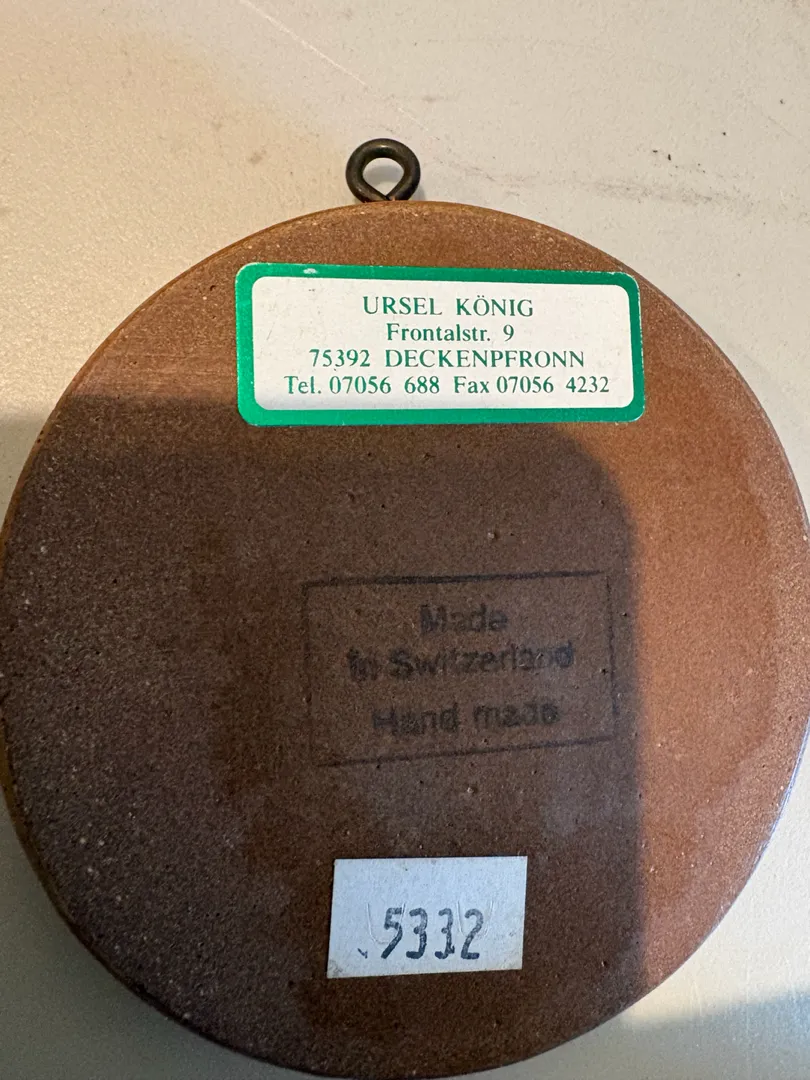 URSEL KÖNIG
Frontalstr. 9
75392 DECKENPFRONN
Tel. 07056 688 Fax 07056 4232
Made
in Switzerland
Hand made
5332